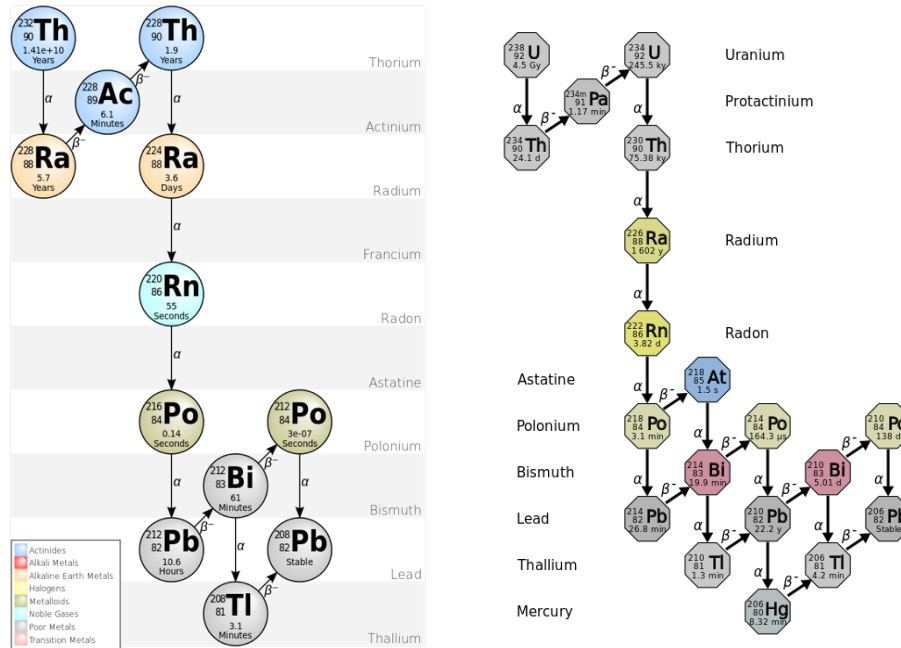 232 90 Th 1.41e+10 Years
228 90 Th 1.9 Years
Thorium
α
β⁻
α
228 89 Ac 6.1 Minutes
Actinium
β⁻
228 88 Ra 5.7 Years
224 88 Ra 3.6 Days
Radium
α
Francium
220 86 Rn 55 Seconds
Radon
α
Astatine
216 84 Po 0.14 Seconds
212 84 Po 3e-07 Seconds
Polonium
β⁻
α
α
212 83 Bi 61 Minutes
Bismuth
β⁻
212 82 Pb 10.6 Hours
α
208 82 Pb Stable
Lead
β⁻
208 81 Tl 3.1 Minutes
Thallium
Actinides
Alkali Metals
Alkaline Earth Metals
Halogens
Metalloids
Noble Gases
Poor Metals
Transition Metals
238 92 U 4.5 Gy
234 92 U 245.5 ky
Uranium
β⁻
α
α
234m 91 Pa 1.17 min
Protactinium
β⁻
234 90 Th 24.1 d
230 90 Th 75.38 ky
Thorium
α
226 88 Ra 1 602 y
Radium
α
222 86 Rn 3.82 d
Radon
α
Astatine
218 85 At 1.5 s
β⁻
Polonium
218 84 Po 3.1 min
214 84 Po 164.3 µs
210 84 Po 138 d
α
β⁻
β⁻
Bismuth
α
214 83 Bi 19.9 min
α
210 83 Bi 5.01 d
α
β⁻
β⁻
Lead
214 82 Pb 26.8 min
210 82 Pb 22.2 y
206 82 Pb Stable
α
β⁻
α
β⁻
Thallium
210 81 Tl 1.3 min
206 81 Tl 4.2 min
α
β⁻
Mercury
206 80 Hg 8.32 min